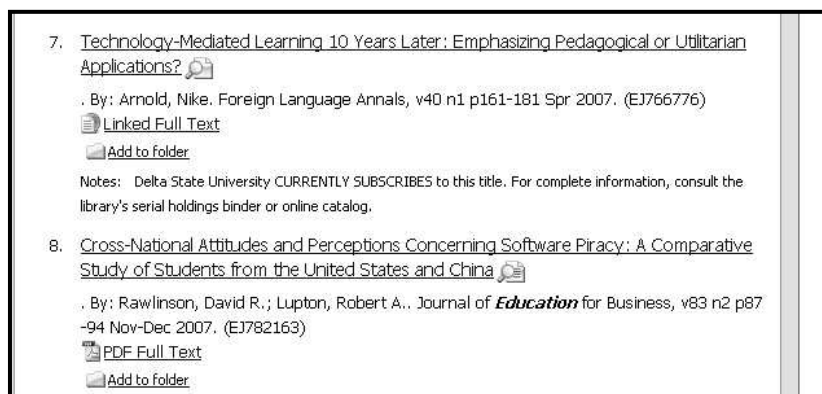 7. Technology-Mediated Learning 10 Years Later: Emphasizing Pedagogical or Utilitarian
Applications?
. By: Arnold, Nike. Foreign Language Annals, v40 n1 p161-181 Spr 2007. (EJ766776)
Linked Full Text
Add to folder
Notes: Delta State University CURRENTLY SUBSCRIBES to this title. For complete information, consult the
library's serial holdings binder or online catalog.
8. Cross-National Attitudes and Perceptions Concerning Software Piracy: A Comparative
Study of Students from the United States and China
. By: Rawlinson, David R.; Lupton, Robert A.. Journal of Education for Business, v83 n2 p87
-94 Nov-Dec 2007. (EJ782163)
PDF Full Text
Add to folder